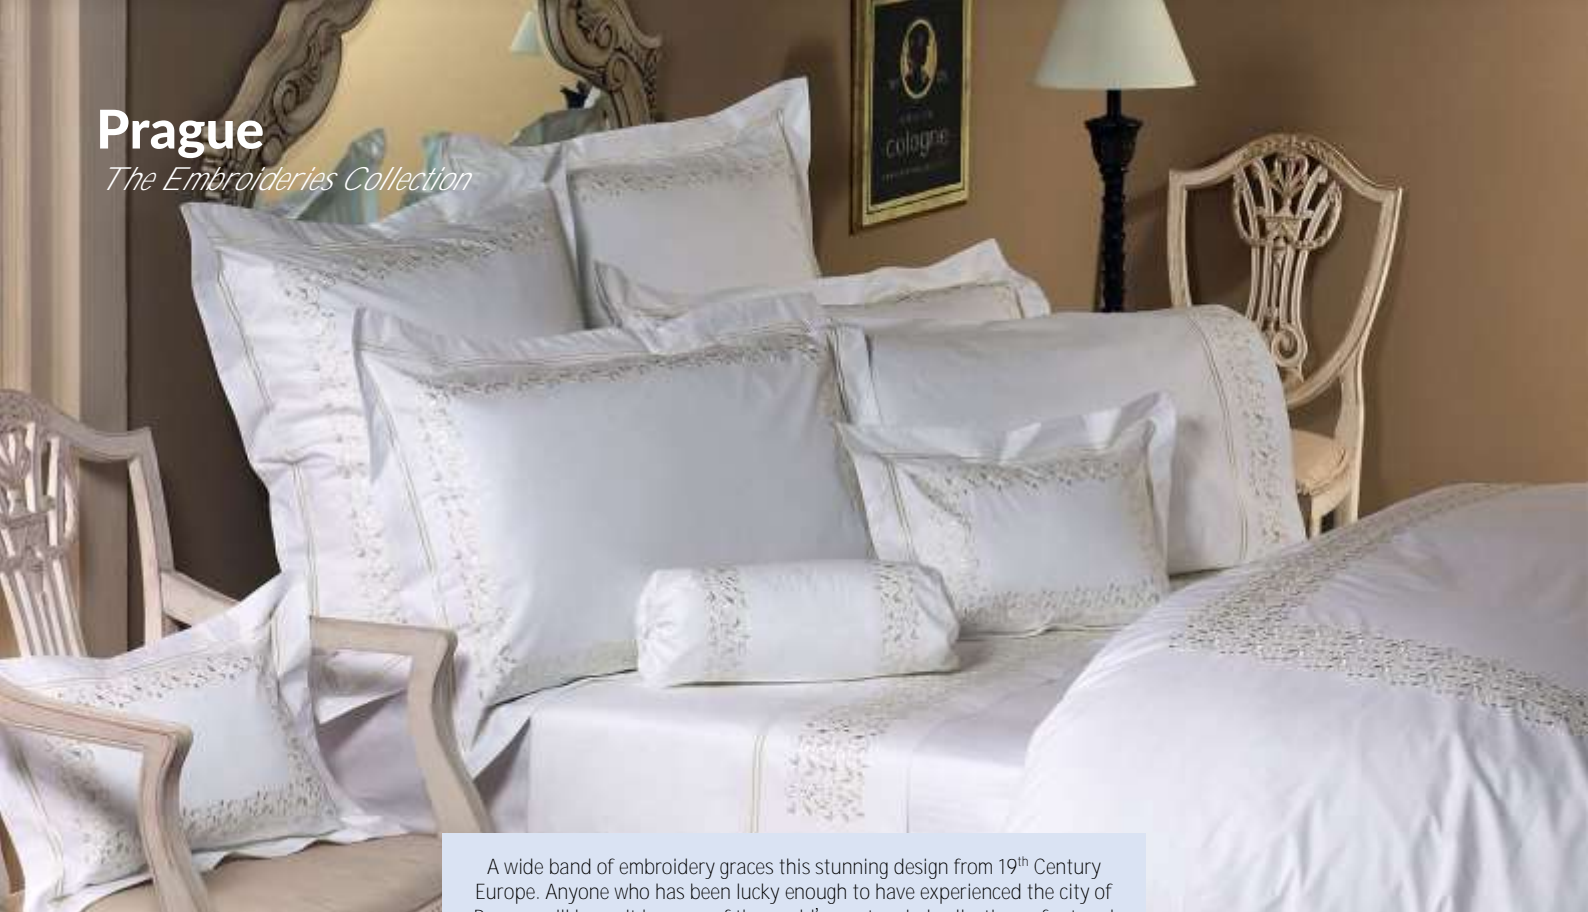 Prague
The Embroideries Collection
cologne
A wide band of embroidery graces this stunning design from 19th Century
Europe. Anyone who has been lucky enough to have experienced the city of